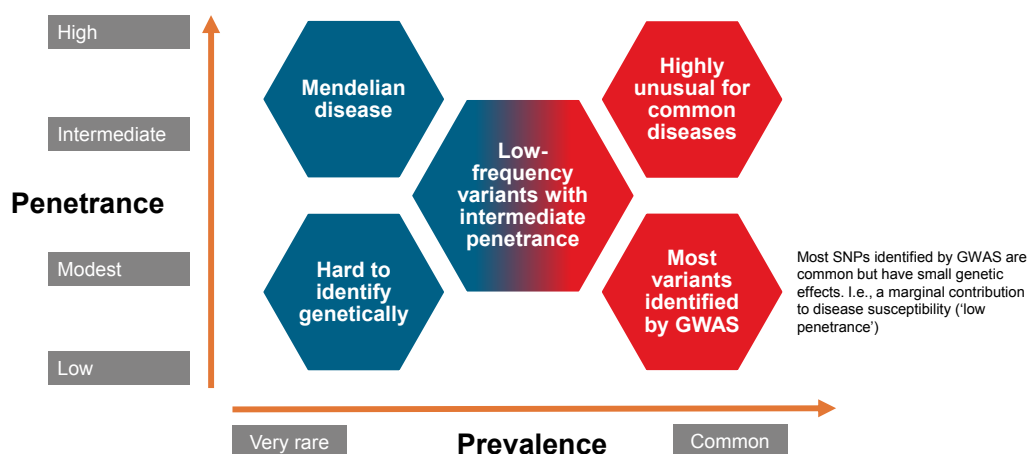 High
Intermediate
Penetrance
Modest
Low
Mendelian
disease
Highly
unusual for
common
diseases
Low-
frequency
variants with
intermediate
penetrance
Hard to
identify
genetically
Most
variants
identified
by GWAS
Most SNPs identified by GWAS are
common but have small genetic
effects. I.e., a marginal contribution
to disease susceptibility (‘low
penetrance’)
Very rare
Prevalence
Common